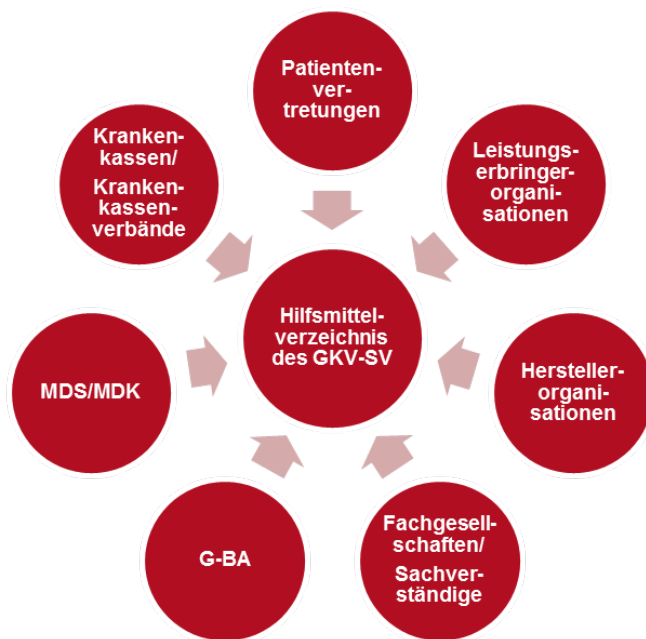 Patienten-
ver-
tretungen
Kranken-
kassen/
Kranken-
kassen-
verbände
Leistungs-
erbringer-
organi-
sationen
Hilfsmittel-
verzeichnis
des GKV-SV
MDS/MDK
Hersteller-
organi-
sationen
G-BA
Fachgesell-
schaften/
Sachver-
ständige